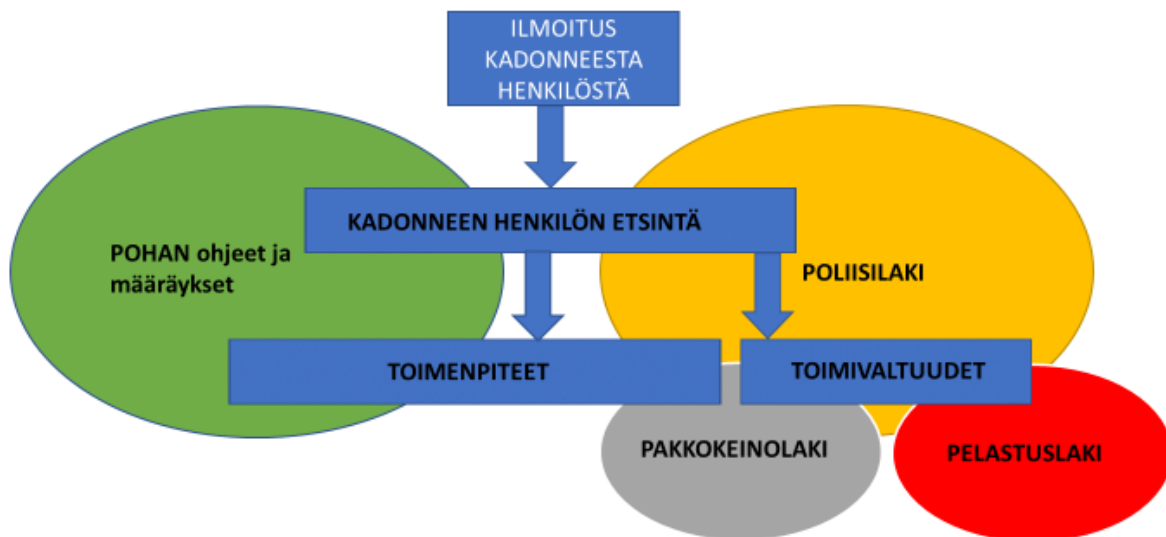 ILMOITUS
KADONNEESTA
HENKILÖSTÄ
KADONNEEN HENKILÖN ETSINTÄ
POHAN ohjeet ja
määräykset
POLIISILAKI
TOIMENPITEET
TOIMIVALTUUDET
PAKKOKEINOLAKI
PELASTUSLAKI